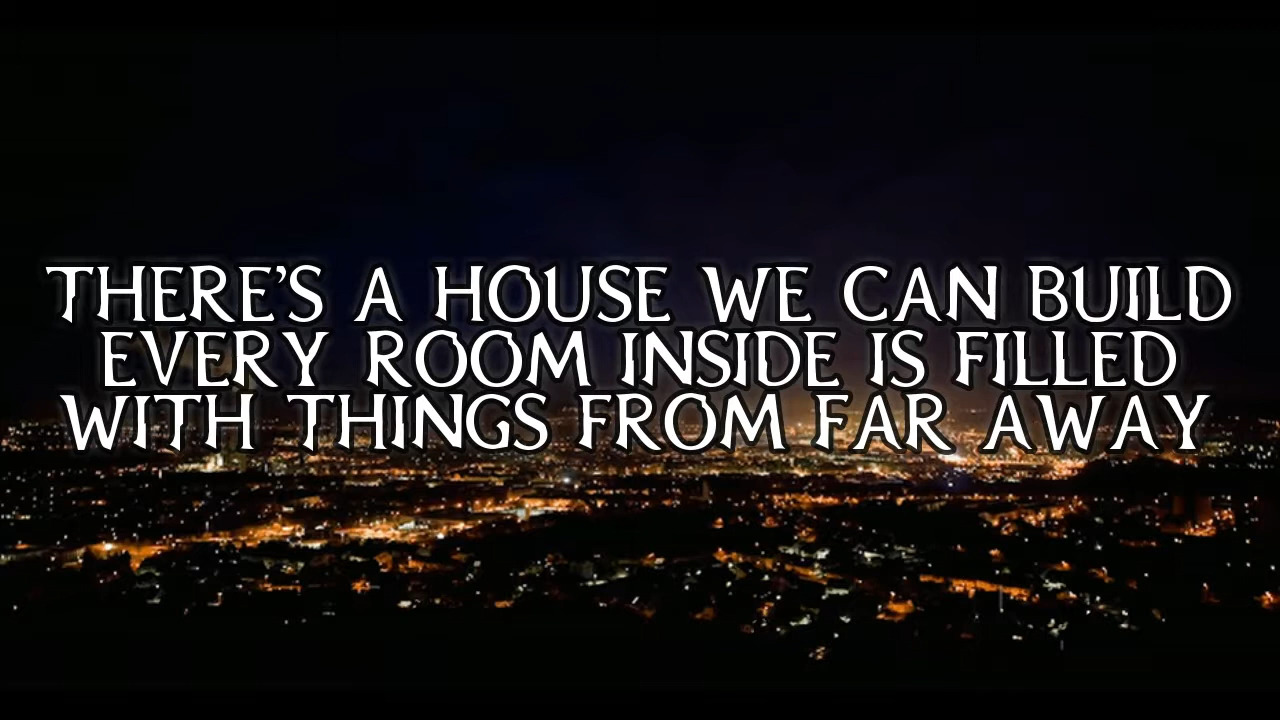 THERE'S A HOUSE WE CAN BUILD
EVERY ROOM INSIDE IS FILLED
WITH THINGS FROM FAR AWAY